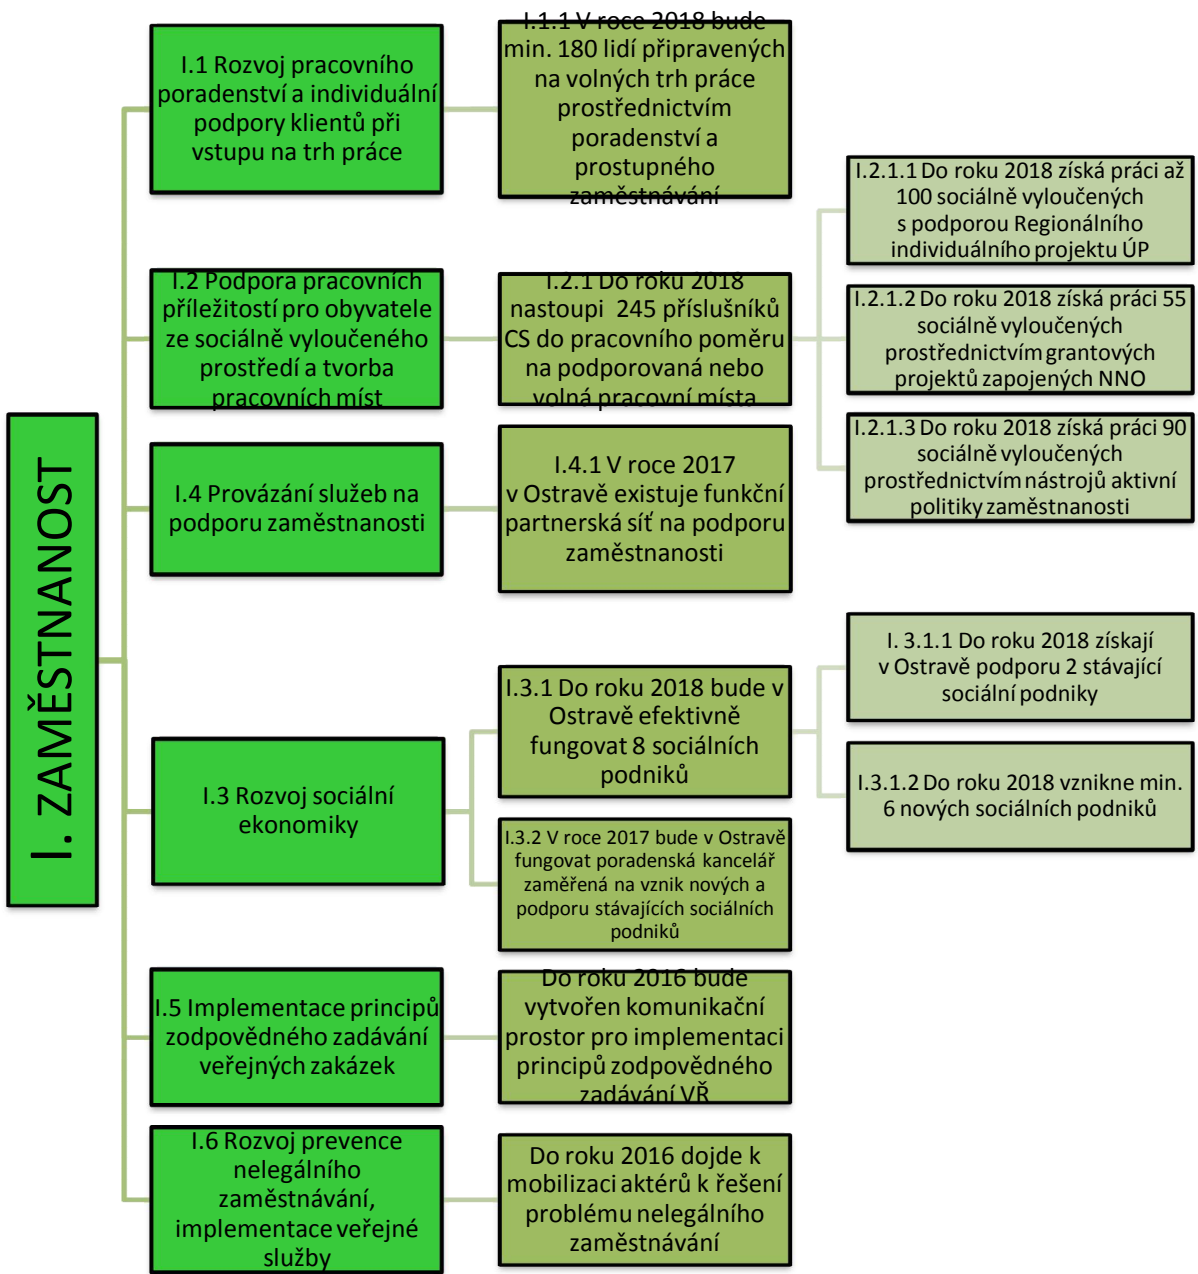 I. ZAMĚSTNANOST
I.1 Rozvoj pracovního
poradenství a individuální
podpory klientů při
vstupu na trh práce
I.1.1 V roce 2018 bude
min. 180 lidí připravených
na volných trh práce
prostřednictvím
poradenství a
prostupného
zaměstnávání
I.2 Podpora pracovních
příležitostí pro obyvatele
ze sociálně vyloučeného
prostředí a tvorba
pracovních míst
I.2.1 Do roku 2018
nastoupi 245 příslušníků
CS do pracovního poměru
na podporovaná nebo
volná pracovní místa
I.2.1.1 Do roku 2018 získá práci až
100 sociálně vyloučených
s podporou Regionálního
individuálního projektu ÚP
I.2.1.2 Do roku 2018 získá práci 55
sociálně vyloučených
prostřednictvím grantových
projektů zapojených NNO
I.2.1.3 Do roku 2018 získá práci 90
sociálně vyloučených
prostřednictvím nástrojů aktivní
politiky zaměstnanosti
I.4 Provázání služeb na
podporu zaměstnanosti
I.4.1 V roce 2017
v Ostravě existuje funkční
partnerská síť na podporu
zaměstnanosti
I.3 Rozvoj sociální
ekonomiky
I.3.1 Do roku 2018 bude v
Ostravě efektivně
fungovat 8 sociálních
podniků
I. 3.1.1 Do roku 2018 získají
v Ostravě podporu 2 stávající
sociální podniky
I.3.1.2 Do roku 2018 vznikne min.
6 nových sociálních podniků
I.3.2 V roce 2017 bude v Ostravě
fungovat poradenská kancelář
zaměřená na vznik nových a
podporu stávajících sociálních
podniků
I.5 Implementace principů
zodpovědného zadávání
veřejných zakázek
Do roku 2016 bude
vytvořen komunikační
prostor pro implementaci
principů zodpovědného
zadávání VŘ
I.6 Rozvoj prevence
nelegálního
zaměstnávání,
implementace veřejné
služby
Do roku 2016 dojde k
mobilizaci aktérů k řešení
problému nelegálního
zaměstnávání